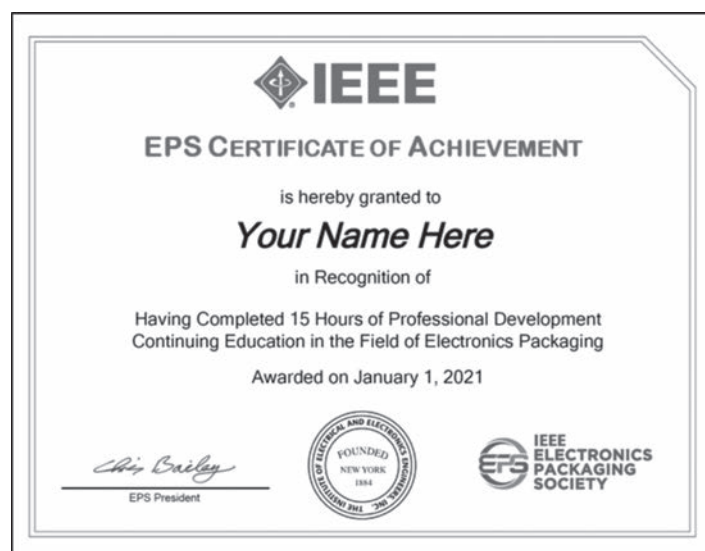 IEEE
EPS CERTIFICATE OF ACHIEVEMENT
is hereby granted to
Your Name Here
in Recognition of
Having Completed 15 Hours of Professional Development
Continuing Education in the Field of Electronics Packaging
Awarded on January 1, 2021
Chris Bailey
EPS President
THE INSTITUTE OF ELECTRICAL AND ELECTRONICS ENGINEERS, INC.
FOUNDED
NEW YORK
1884
EPS
IEEE
ELECTRONICS
PACKAGING
SOCIETY